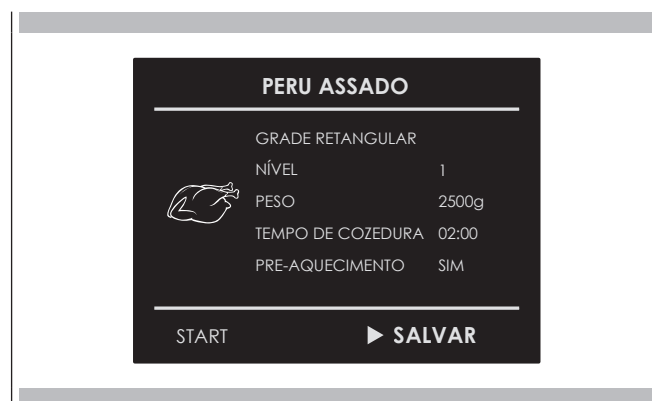 PERU ASSADO
GRADE RETANGULAR
NÍVEL 1
PESO 2500g
TEMPO DE COZEDURA 02:00
PRE-AQUECIMENTO SIM
START ▶ SALVAR